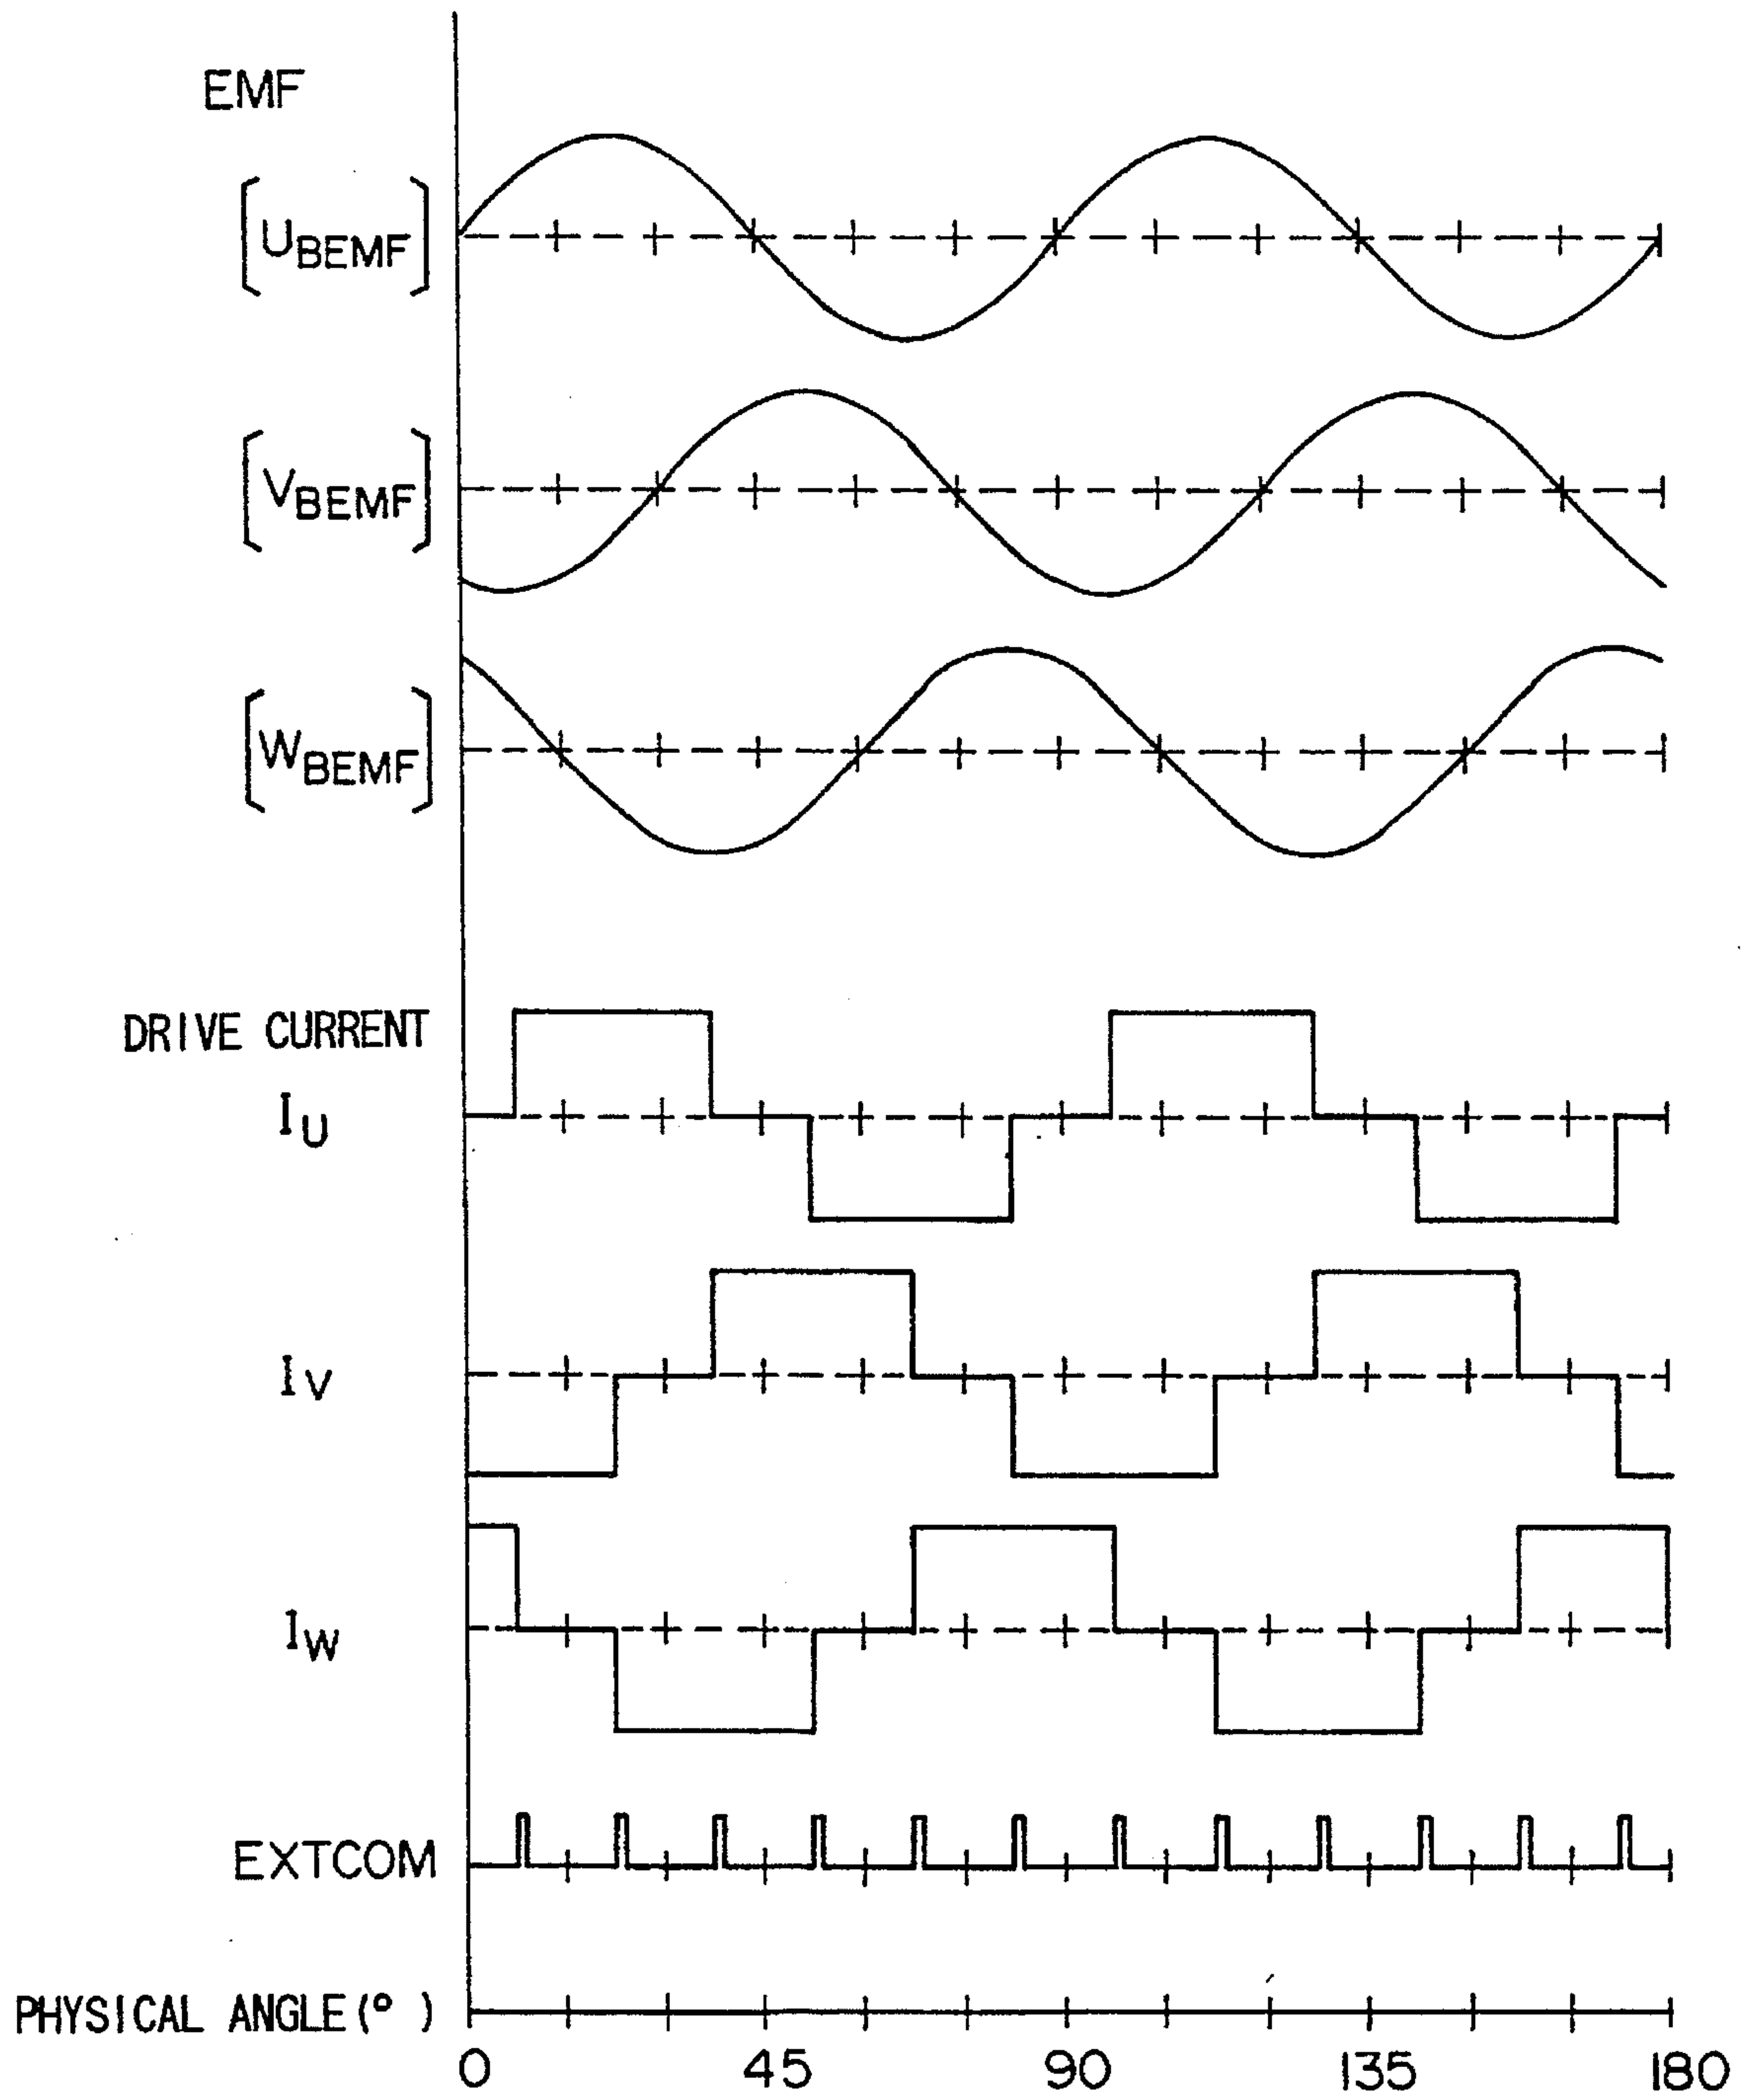 EMF
[UBEMF]
[VBEMF]
[WBEMF]
DRIVE CURRENT
IU
IV
IW
EXTCOM
PHYSICAL ANGLE(° )
0 45 90 135 180